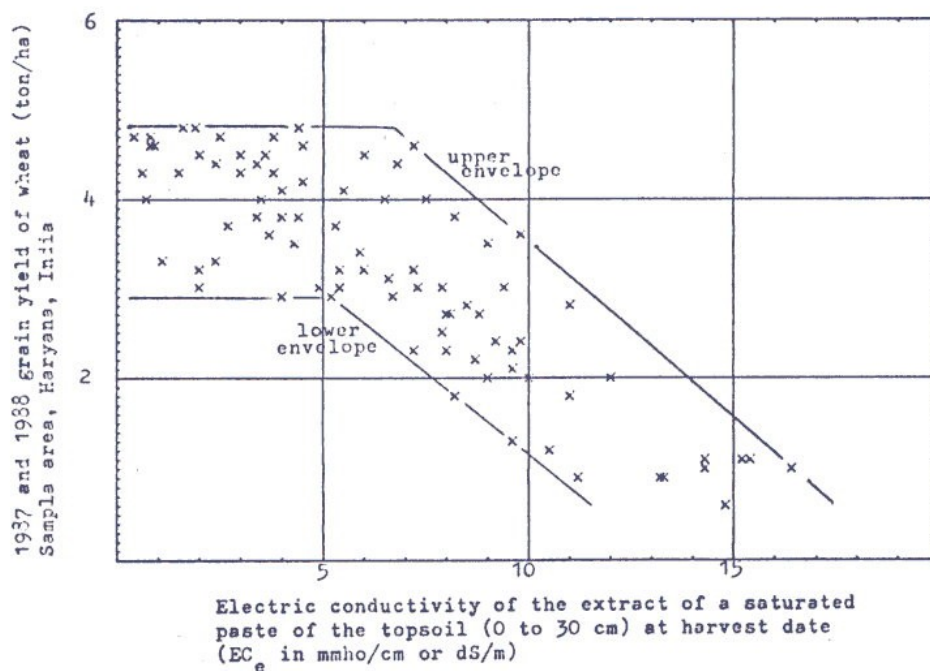 1937 and 1938 grain yield of wheat (ton/ha)
Sampla area, Haryana, India
6
4
2
upper
envelope
lower
envelope
5
10
15
Electric conductivity of the extract of a saturated
paste of the topsoil (0 to 30 cm) at harvest date
(ECe in mmho/cm or dS/m)